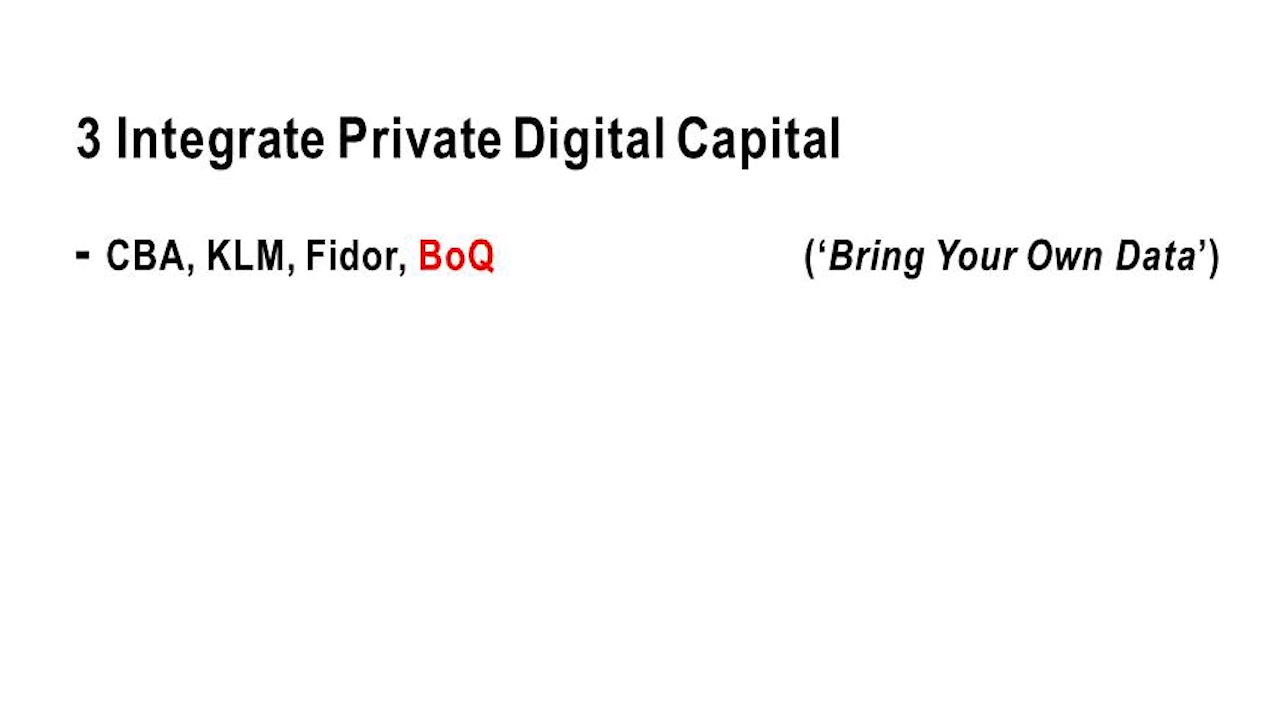 3 Integrate Private Digital Capital
- CBA, KLM, Fidor, BoQ (‘Bring Your Own Data’)